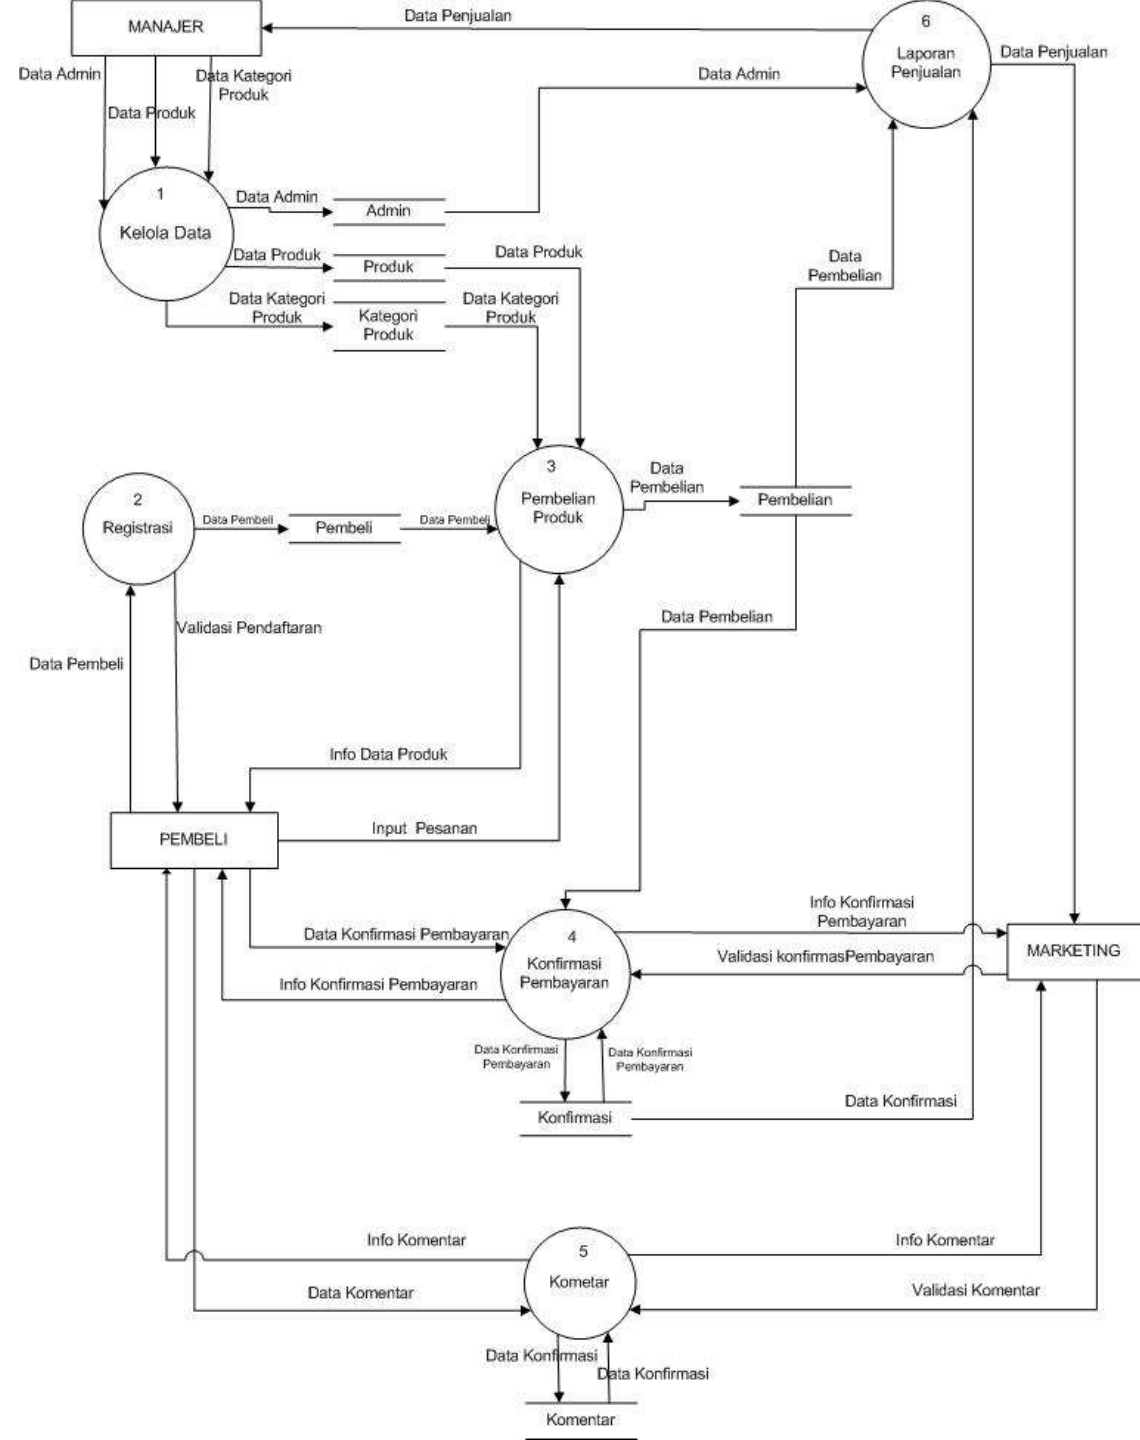 Data Penjualan
6
MANAJER
Laporan
Penjualan
Data Penjualan
Data Admin
Data Kategori
Produk
Data Admin
Data Produk
1
Kelola Data
Data Admin
Admin
Data Produk
Produk
Data Produk
Data
Pembelian
Data Kategori
Produk
Kategori
Produk
Data Kategori
Produk
3
Pembelian
Produk
Data
Pembelian
Pembelian
2
Registrasi
Data Pembeli
Pembeli
Data Pembeli
Validasi Pendaftaran
Data Pembelian
Data Pembeli
Info Data Produk
PEMBELI
Input Pesanan
Info Konfirmasi
Pembayaran
Data Konfirmasi Pembayaran
4
Konfirmasi
Pembayaran
Validasi konfirmasPembayaran
MARKETING
Info Konfirmasi Pembayaran
Data Konfirmasi
Pembayaran
Data Konfirmasi
Pembayaran
Konfirmasi
Data Konfirmasi
Info Komentar
5
Kometar
Info Komentar
Data Komentar
Validasi Komentar
Data Konfirmasi
Data Konfirmasi
Komentar